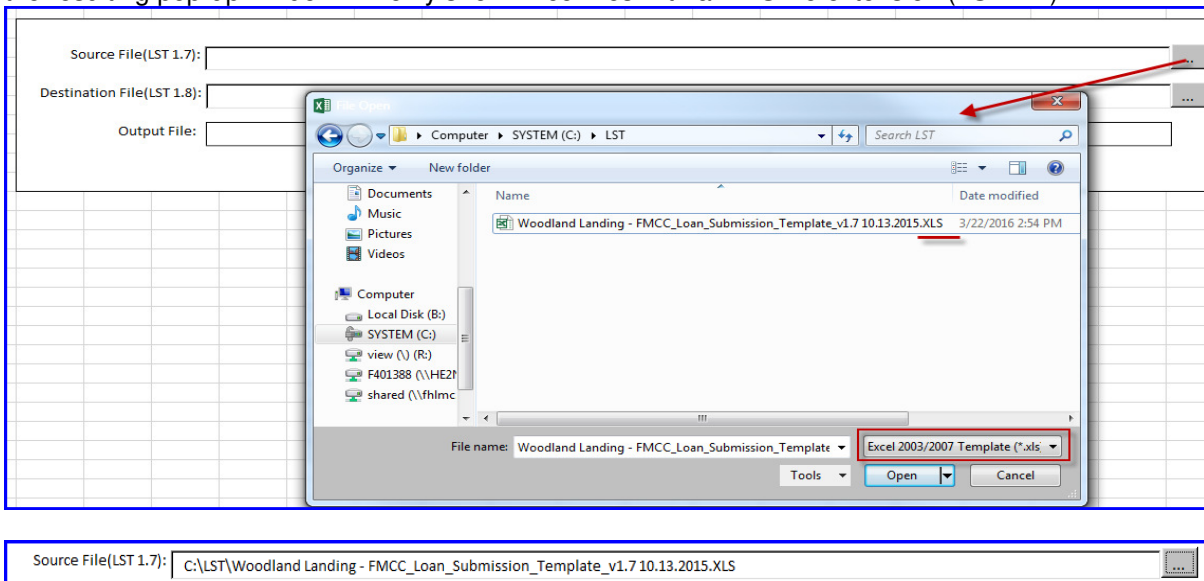 Source File(LST 1.7):
...
Destination File(LST 1.8):
...
Output File:
File Open
Computer ▸ SYSTEM (C:) ▸ LST
Search LST
Organize
New folder
Name
Date modified
Documents
Music
Pictures
Videos
Woodland Landing - FMCC_Loan_Submission_Template_v1.7 10.13.2015.XLS 3/22/2016 2:54 PM
Computer
Local Disk (B:)
SYSTEM (C:)
view (\) (R:)
F401388 (\\HE2
shared (\\fhlmc
File name: Woodland Landing - FMCC_Loan_Submission_Template
Excel 2003/2007 Template (*.xls
Tools
Open
Cancel
Source File(LST 1.7): C:\LST\Woodland Landing - FMCC_Loan_Submission_Template_v1.7 10.13.2015.XLS ...